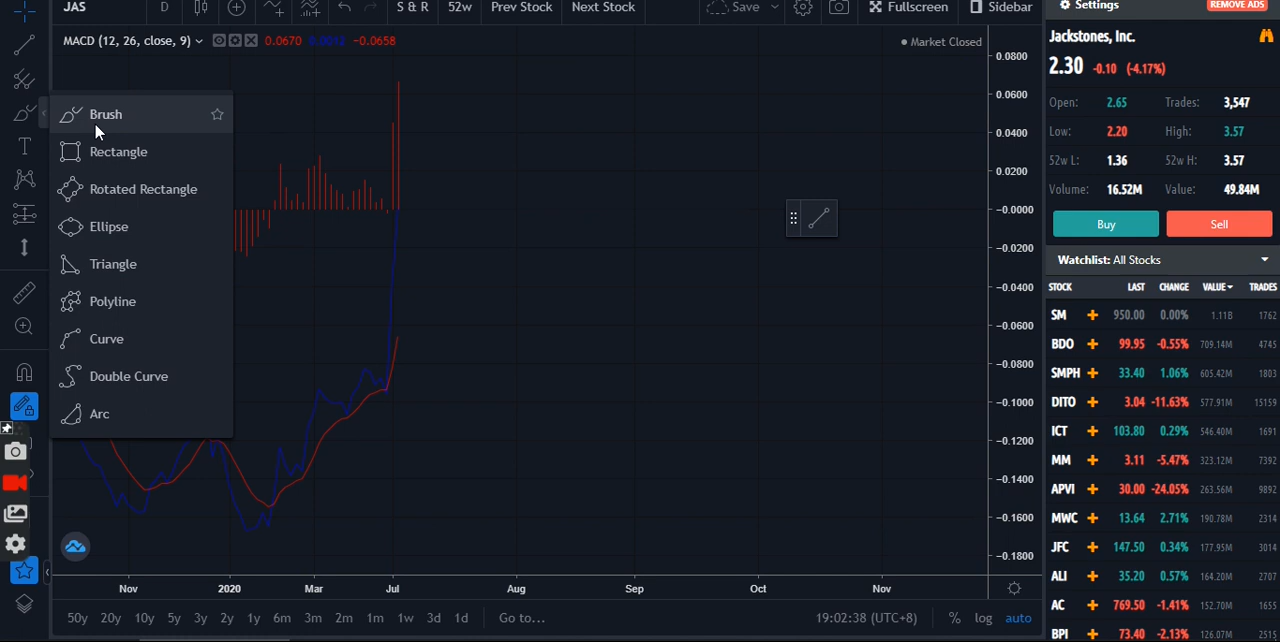 JAS D S & R 52w Prev Stock Next Stock Save Fullscreen Sidebar
MACD (12, 26, close, 9) 0.0670 -0.0658
Market Closed
Brush
Rectangle
Rotated Rectangle
Ellipse
Triangle
Polyline
Curve
Double Curve
Arc
0.0800
0.0600
0.0400
0.0200
-0.0000
-0.0200
-0.0400
-0.0600
-0.0800
-0.1000
-0.1200
-0.1400
-0.1600
-0.1800
Nov 2020 Mar Jul Aug Sep Oct Nov
50y 20y 10y 5y 3y 2y 1y 6m 3m 2m 1m 1w 3d 1d Go to... 19:02:38 (UTC+8) % log auto
Settings REMOVE ADS
Jackstones, Inc.
2.30 -0.10 (-4.17%)
Open: 2.65 Trades: 3,547
Low: 2.20 High: 3.57
52w L: 1.36 52w H: 3.57
Volume: 16.52M Value: 49.84M
Buy Sell
Watchlist: All Stocks
STOCK LAST CHANGE VALUE TRADES
SM 950.00 0.00% 1.11B 1762
BDO 99.95 -0.55% 709.14M 4745
SMPH 33.40 1.06% 605.42M 1803
DITO 3.04 -11.63% 577.91M 15159
ICT 103.80 0.29% 546.40M 1691
MM 3.11 -5.47% 323.12M 7392
APVI 30.00 -24.05% 263.56M 9892
MWC 13.64 2.71% 190.78M 2314
JFC 147.50 0.34% 177.95M 3014
ALI 35.20 0.57% 164.20M 2707
AC 769.50 -1.41% 152.70M 1655
BPI 73.40 -2.13% 126.07M 2515